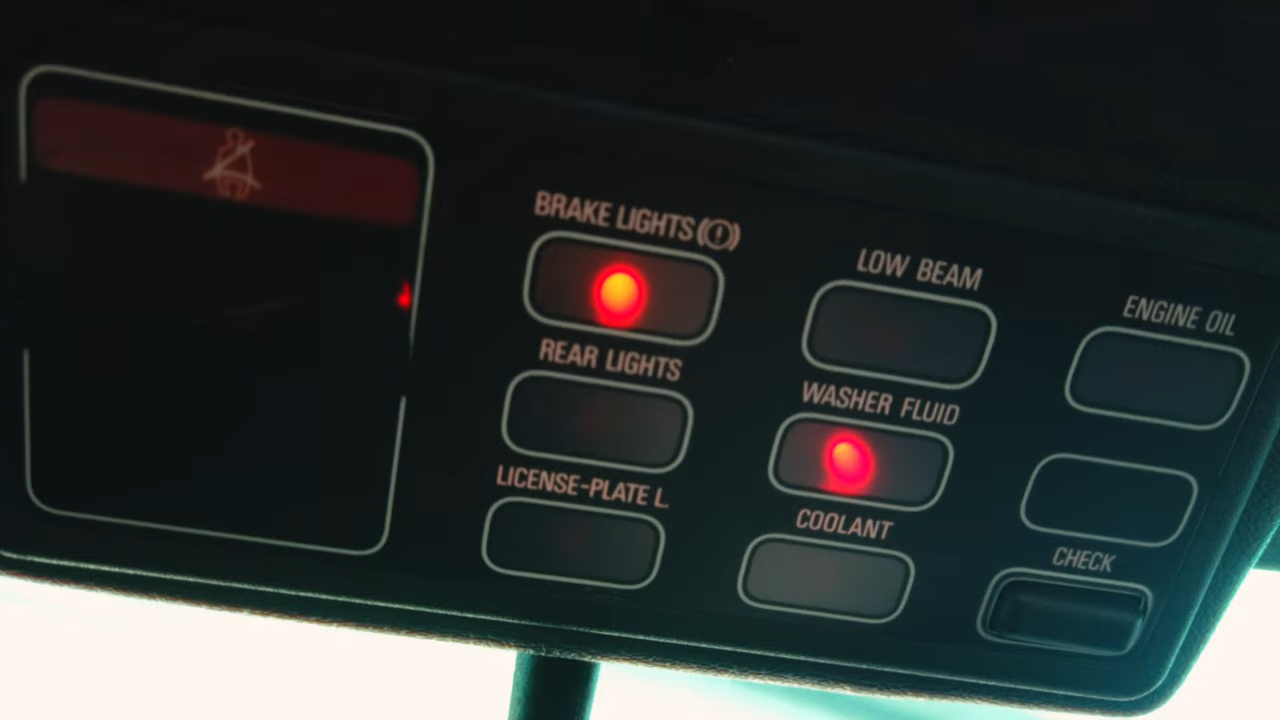 BRAKE LIGHTS (!)
REAR LIGHTS
LICENSE-PLATE L.
LOW BEAM
WASHER FLUID
COOLANT
ENGINE OIL
CHECK